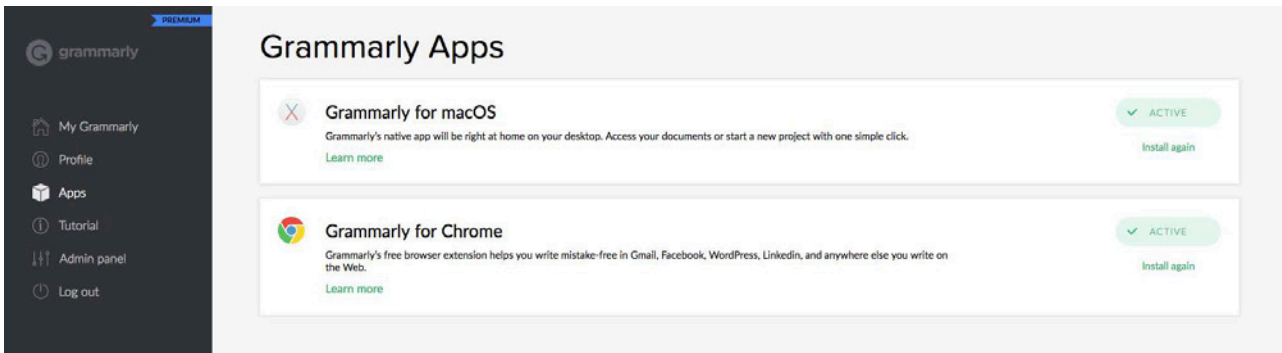 PREMIUM
grammarly
My Grammarly
Profile
Apps
Tutorial
Admin panel
Log out
Grammarly Apps
Grammarly for macOS
Grammarly's native app will be right at home on your desktop. Access your documents or start a new project with one simple click.
Learn more
ACTIVE
Install again
Grammarly for Chrome
Grammarly's free browser extension helps you write mistake-free in Gmail, Facebook, WordPress, Linkedin, and anywhere else you write on
the Web.
Learn more
ACTIVE
Install again